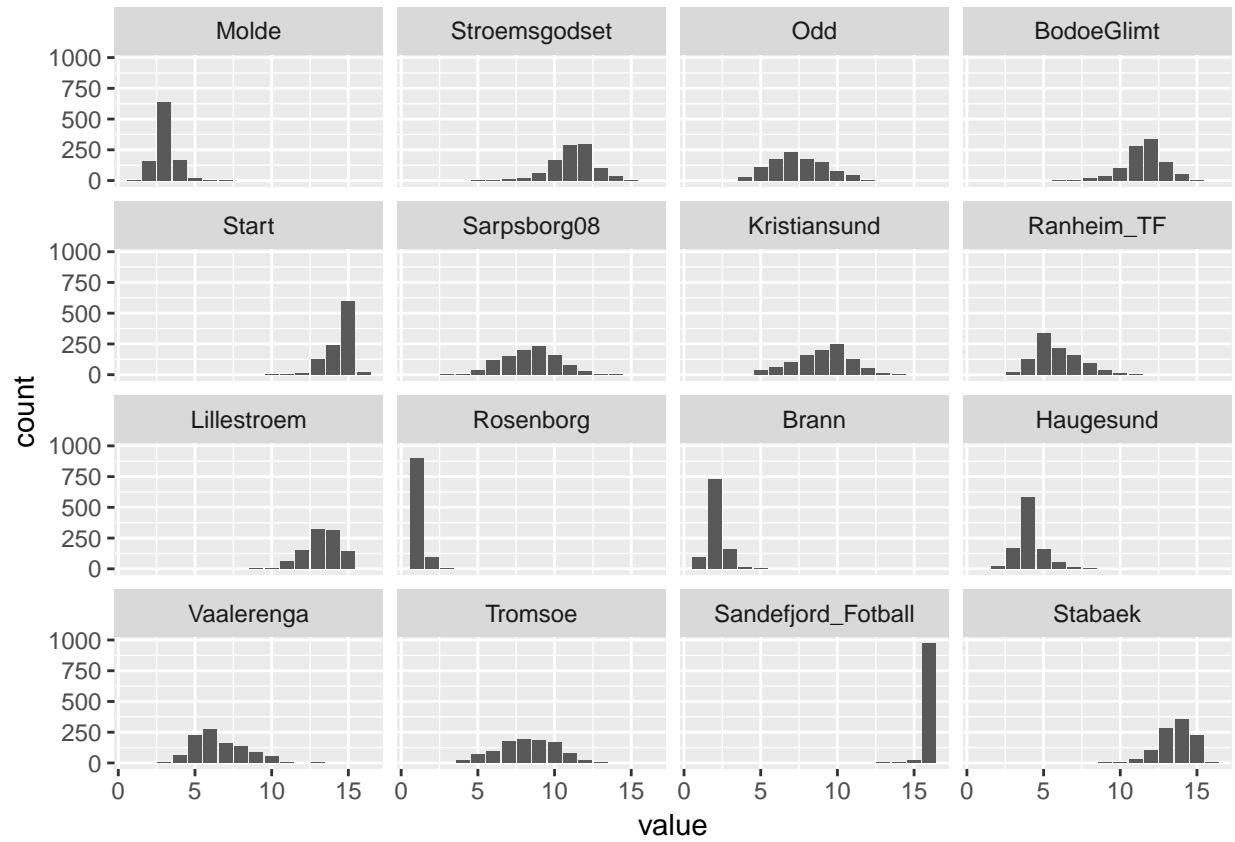 Molde Stroemsgodset Odd BodoeGlimt
1000
750
500
250
0
Start Sarpsborg08 Kristiansund Ranheim_TF
1000
750
500
250
0
Lillestroem Rosenborg Brann Haugesund
1000
750
500
250
0
Vaalerenga Tromsoe Sandefjord_Fotball Stabaek
1000
750
500
250
0
0 5 10 15 0 5 10 15 0 5 10 15 0 5 10 15
value
count